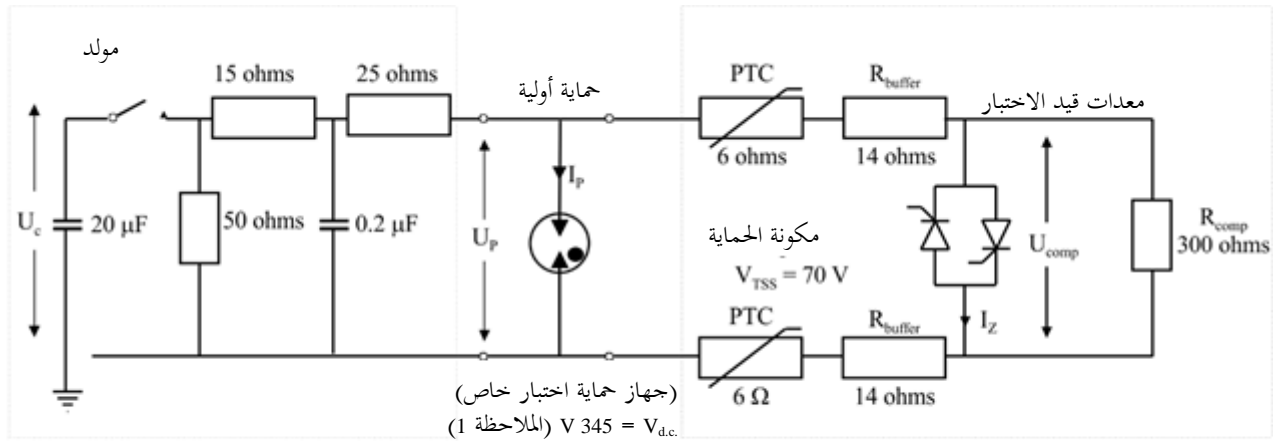 مولد
15 ohms
25 ohms
حماية أولية
PTC
R_buffer
معدات قيد الاختبار
6 ohms
14 ohms
I_P
U_c
20 µF
50 ohms
0.2 µF
U_P
مكونة الحماية
V_TSS = 70 V
U_comp
R_comp
300 ohms
PTC
R_buffer
I_Z
6 Ω
14 ohms
(جهاز حماية اختبار خاص)
V 345 = V_d.c. (الملاحظة 1)